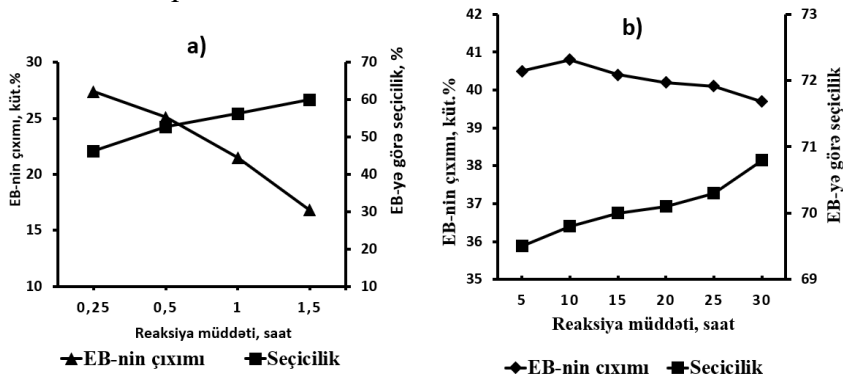 a)
EB-nin çıxımı, küt.%
30
25
20
15
10
EB-yə görə seçicilik, %
70
60
50
40
30
20
10
0,25 0,5 1 1,5
Reaksiya müddəti, saat
EB-nin çıxımı Seçicilik
b)
EB-nin çıxımı, küt.%
42
41
40
39
38
37
36
35
EB-yə görə seçicilik
73
72
71
70
69
5 10 15 20 25 30
Reaksiya müddəti, saat
EB-nin çıxımı Seçicilik